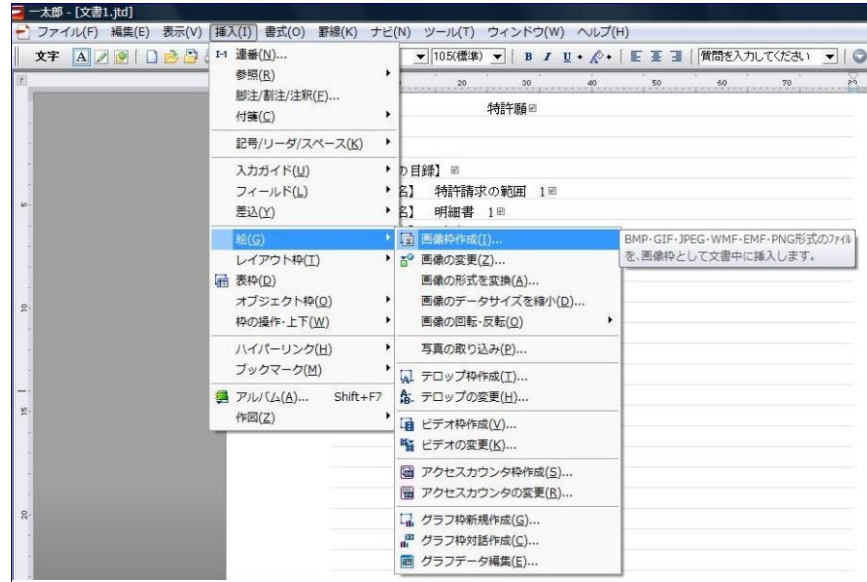 一太郎 - [文書1.jtd]
ファイル(F) 編集(E) 表示(V) 挿入(I) 書式(O) 罫線(K) ナビ(N) ツール(T) ウィンドウ(W) ヘルプ(H)
文字 105(標準) B I U 質問を入力してください
20 30 40 50 60 70
特許願
の目録】
名】 特許請求の範囲 1
名】 明細書 1
連番(N)...
参照(R)
脚注/割注/注釈(F)...
付箋(C)
記号/リーダ/スペース(K)
入力ガイド(U)
フィールド(L)
差込(Y)
絵(G)
レイアウト枠(T)
表枠(D)
オブジェクト枠(Q)
枠の操作・上下(W)
ハイパーリンク(H)
ブックマーク(M)
アルバム(A)... Shift+F7
作図(Z)
画像枠作成(I)...
画像の変更(Z)...
画像の形式を変換(A)...
画像のデータサイズを縮小(D)...
画像の回転・反転(O)
写真の取り込み(P)...
テロップ枠作成(T)...
テロップの変更(H)...
ビデオ枠作成(V)...
ビデオの変更(K)...
アクセスカウンタ枠作成(S)...
アクセスカウンタの変更(R)...
グラフ枠新規作成(G)...
グラフ枠対話作成(C)...
グラフデータ編集(E)...
BMP・GIF・JPEG・WMF・EMF・PNG形式のファイル
を、画像枠として文書中に挿入します。